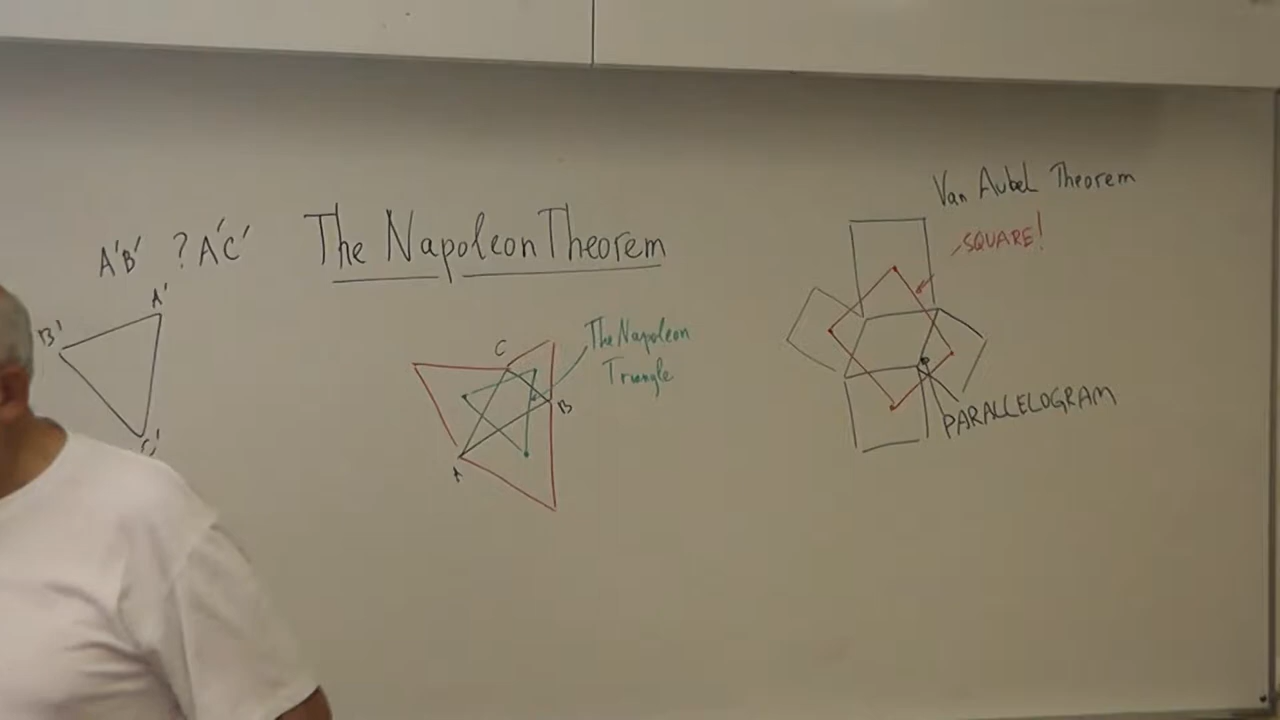 A'B' ? A'C'
A'
B'
C'
The Napoleon Theorem
C
B
A
The Napoleon
Triangle
Van Aubel Theorem
SQUARE!
PARALLELOGRAM